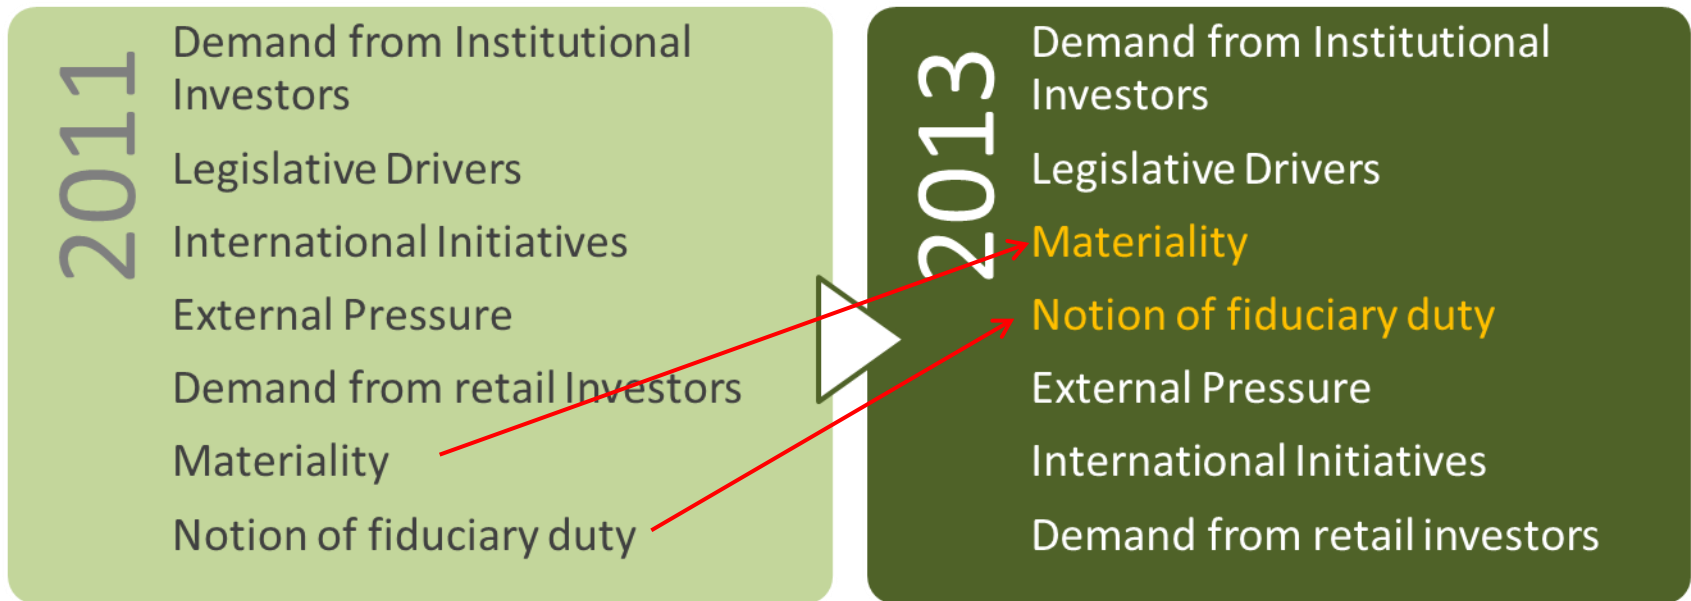 2011
Demand from Institutional
Investors
Legislative Drivers
International Initiatives
External Pressure
Demand from retail Investors
Materiality
Notion of fiduciary duty
2013
Demand from Institutional
Investors
Legislative Drivers
Materiality
Notion of fiduciary duty
External Pressure
International Initiatives
Demand from retail investors